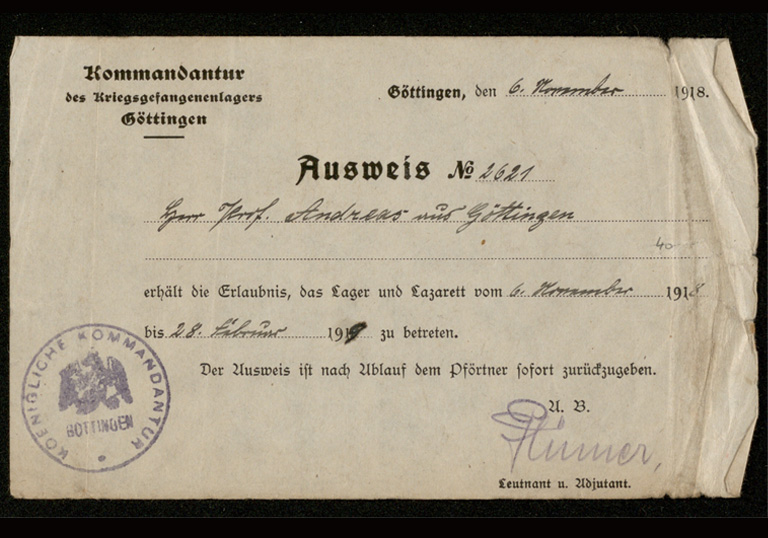 Kommandantur
des Kriegsgefangenenlagers
Göttingen
Göttingen, den 6. November 1918.
Ausweis № 2621
Herr Prof. Andreas aus Göttingen
40
erhält die Erlaubnis, das Lager und Lazarett vom 6. November 1918
bis 28. Februar 1919 zu betreten.
Der Ausweis ist nach Ablauf dem Pförtner sofort zurückzugeben.
KOENIGLICHE KOMMANDANTUR
GÖTTINGEN
A. B.
Leutnant u. Adjutant.